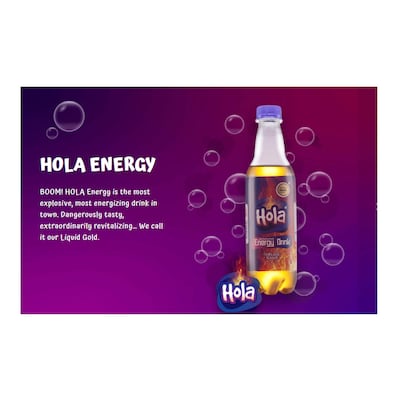 HOLA ENERGY
BOOM! HOLA Energy is the most
explosive, most energizing drink in
town. Dangerously tasty,
extraordinarily revitalizing... We call
it our Liquid Gold.
Hola
Energy Drink
Hola